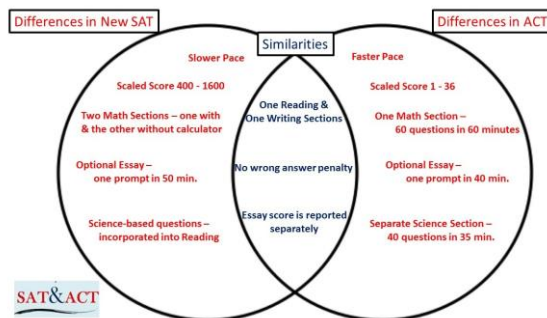 Differences in New SAT
Differences in ACT
Similarities
Slower Pace
Scaled Score 400 - 1600
Two Math Sections – one with
& the other without calculator
Optional Essay –
one prompt in 50 min.
Science-based questions –
incorporated into Reading
One Reading &
One Writing Sections
No wrong answer penalty
Essay score is reported
separately
Faster Pace
Scaled Score 1 - 36
One Math Section –
60 questions in 60 minutes
Optional Essay –
one prompt in 40 min.
Separate Science Section –
40 questions in 35 min.
SAT&ACT